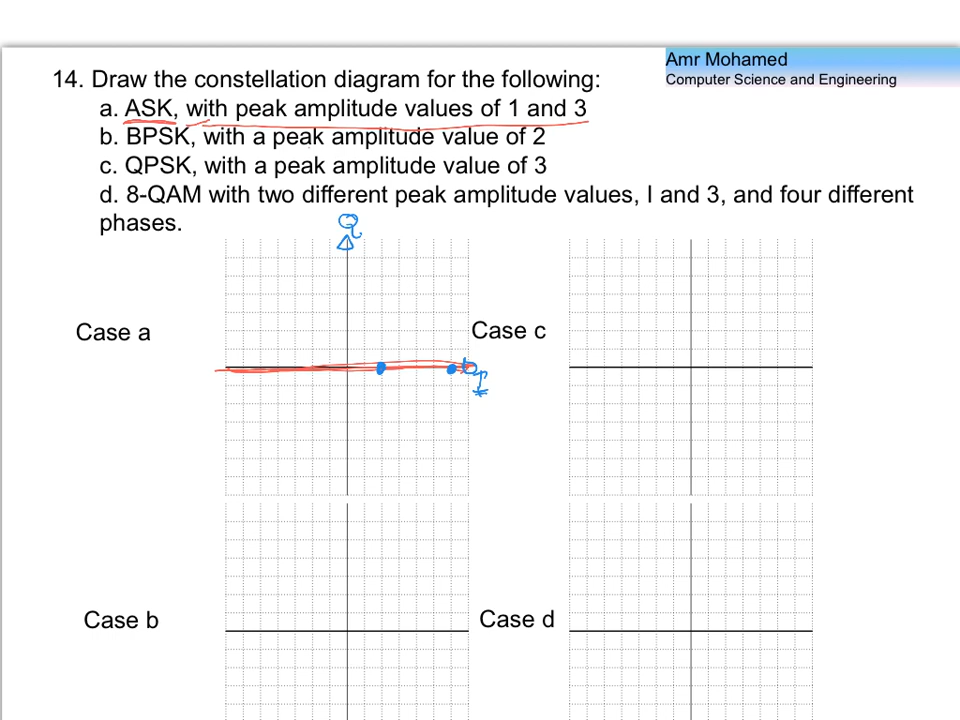 Amr Mohamed
Computer Science and Engineering
14. Draw the constellation diagram for the following:
a. ASK, with peak amplitude values of 1 and 3
b. BPSK, with a peak amplitude value of 2
c. QPSK, with a peak amplitude value of 3
d. 8-QAM with two different peak amplitude values, I and 3, and four different
phases.
Q
Case a
Case c
I
Case b
Case d